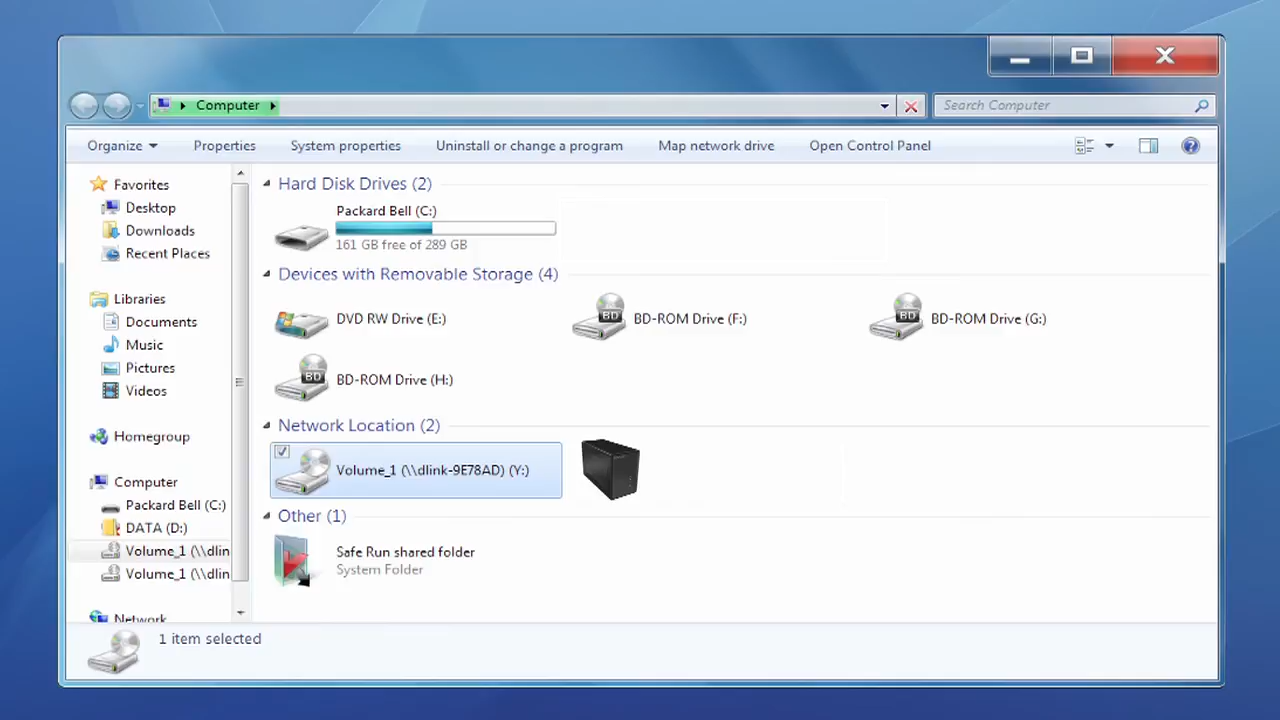 Computer
Search Computer
Organize
Properties
System properties
Uninstall or change a program
Map network drive
Open Control Panel
Favorites
Desktop
Downloads
Recent Places
Libraries
Documents
Music
Pictures
Videos
Homegroup
Computer
Packard Bell (C:)
DATA (D:)
Volume_1 (\\dlin
Volume_1 (\\dlin
Network
Hard Disk Drives (2)
Packard Bell (C:)
161 GB free of 289 GB
Devices with Removable Storage (4)
DVD RW Drive (E:)
BD BD-ROM Drive (F:)
BD BD-ROM Drive (G:)
BD BD-ROM Drive (H:)
Network Location (2)
Volume_1 (\\dlink-9E78AD) (Y:)
Other (1)
Safe Run shared folder
System Folder
1 item selected